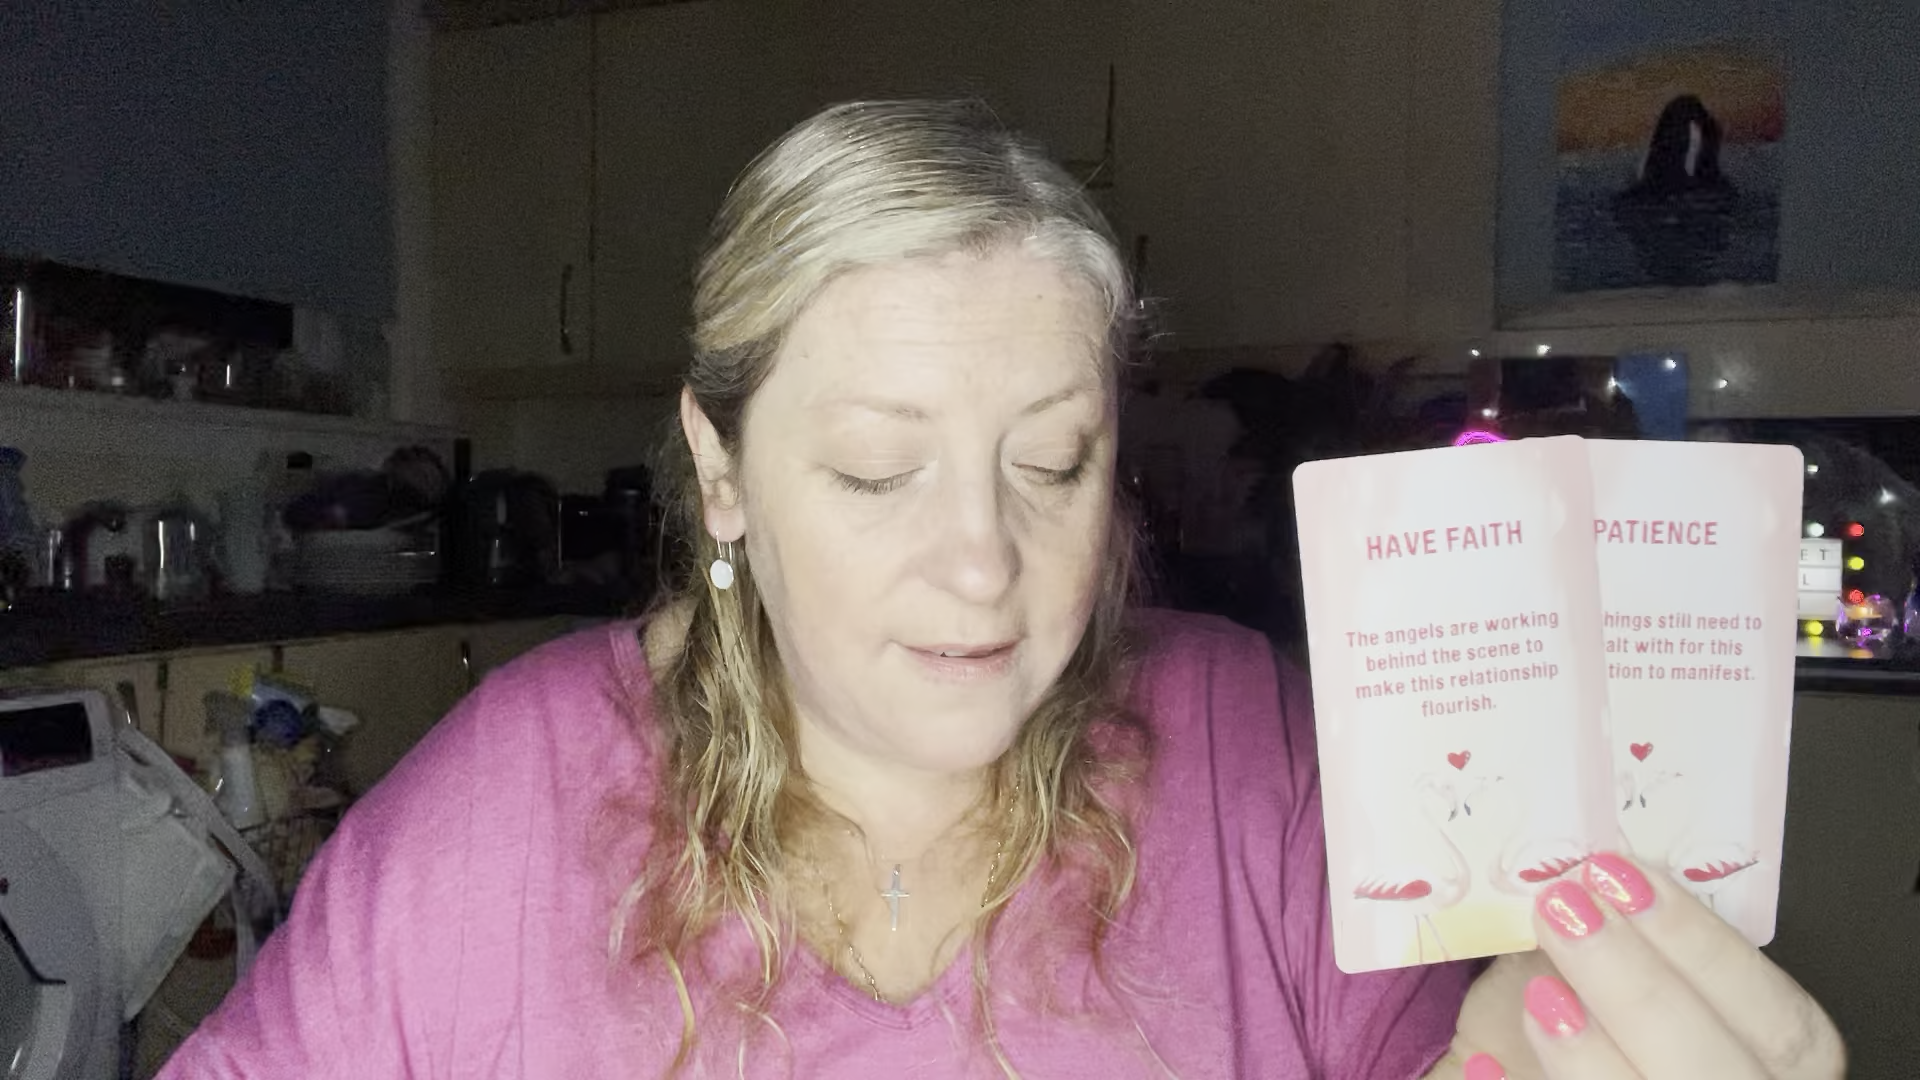 HAVE FAITH
The angels are working
behind the scene to
make this relationship
flourish.
PATIENCE
hings still need to
alt with for this
tion to manifest.
E T
L